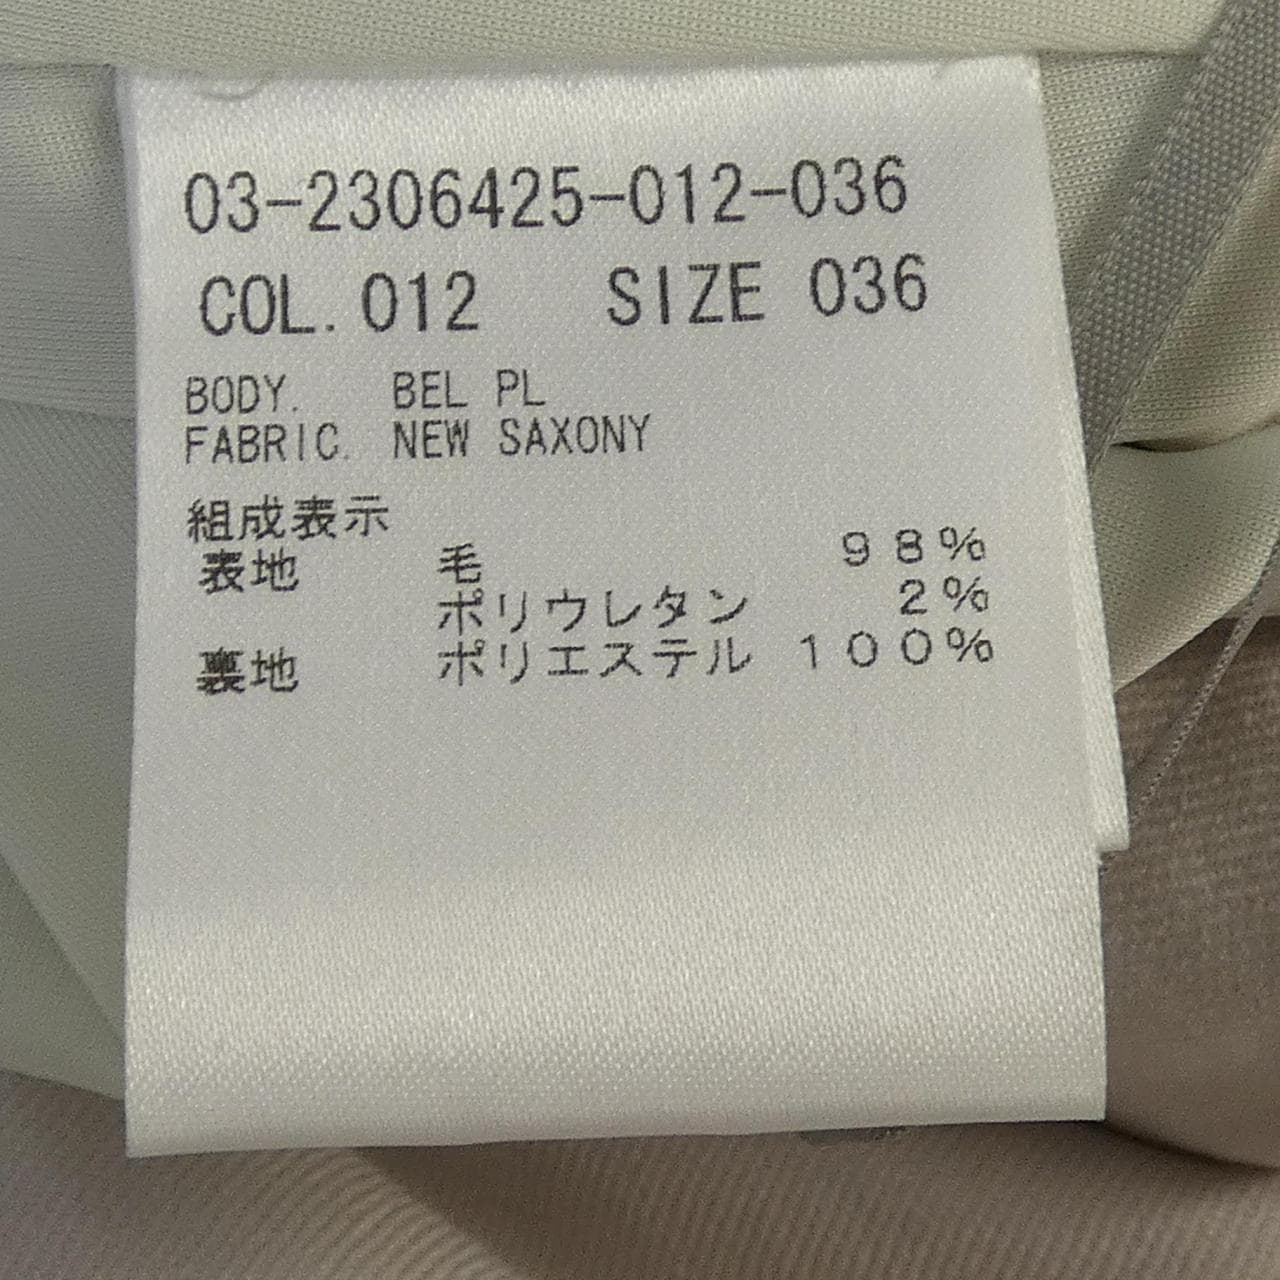 03-2306425-012-036
COL. 012 SIZE 036
BODY. BEL PL
FABRIC. NEW SAXONY
組成表示
表地 毛 98%
ポリウレタン 2%
裏地 ポリエステル 100%